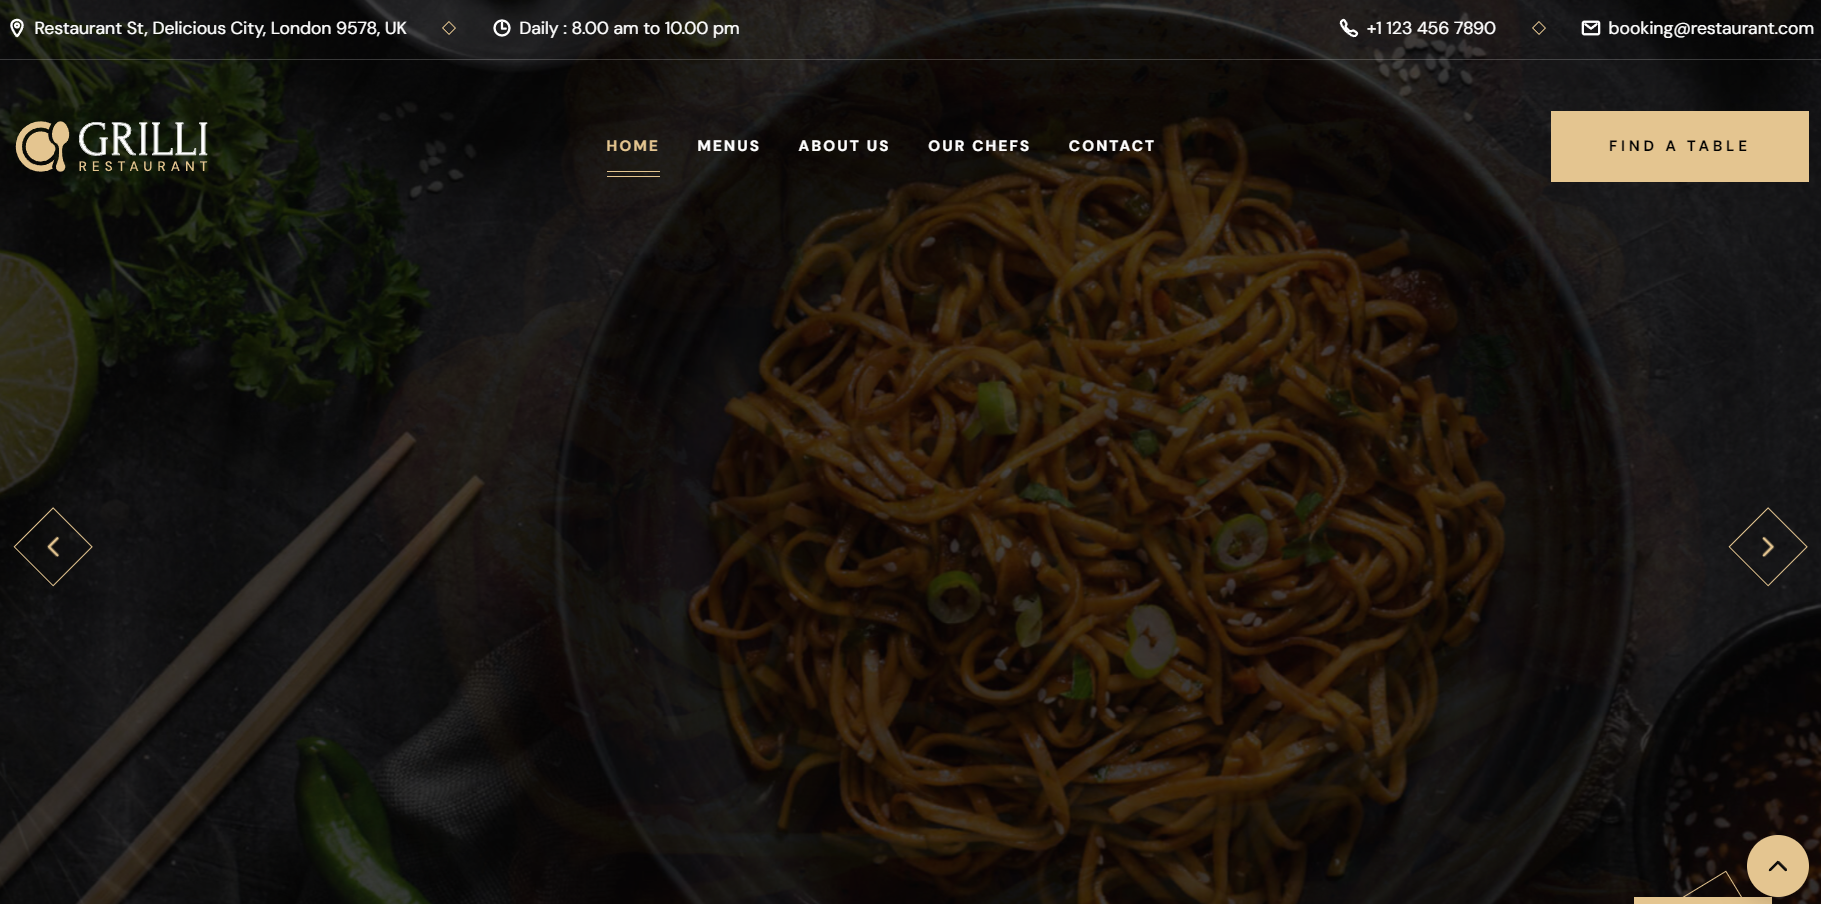 Restaurant St, Delicious City, London 9578, UK
Daily : 8.00 am to 10.00 pm
+1 123 456 7890
booking@restaurant.com
GRILLI
RESTAURANT
HOME
MENUS
ABOUT US
OUR CHEFS
CONTACT
FIND A TABLE